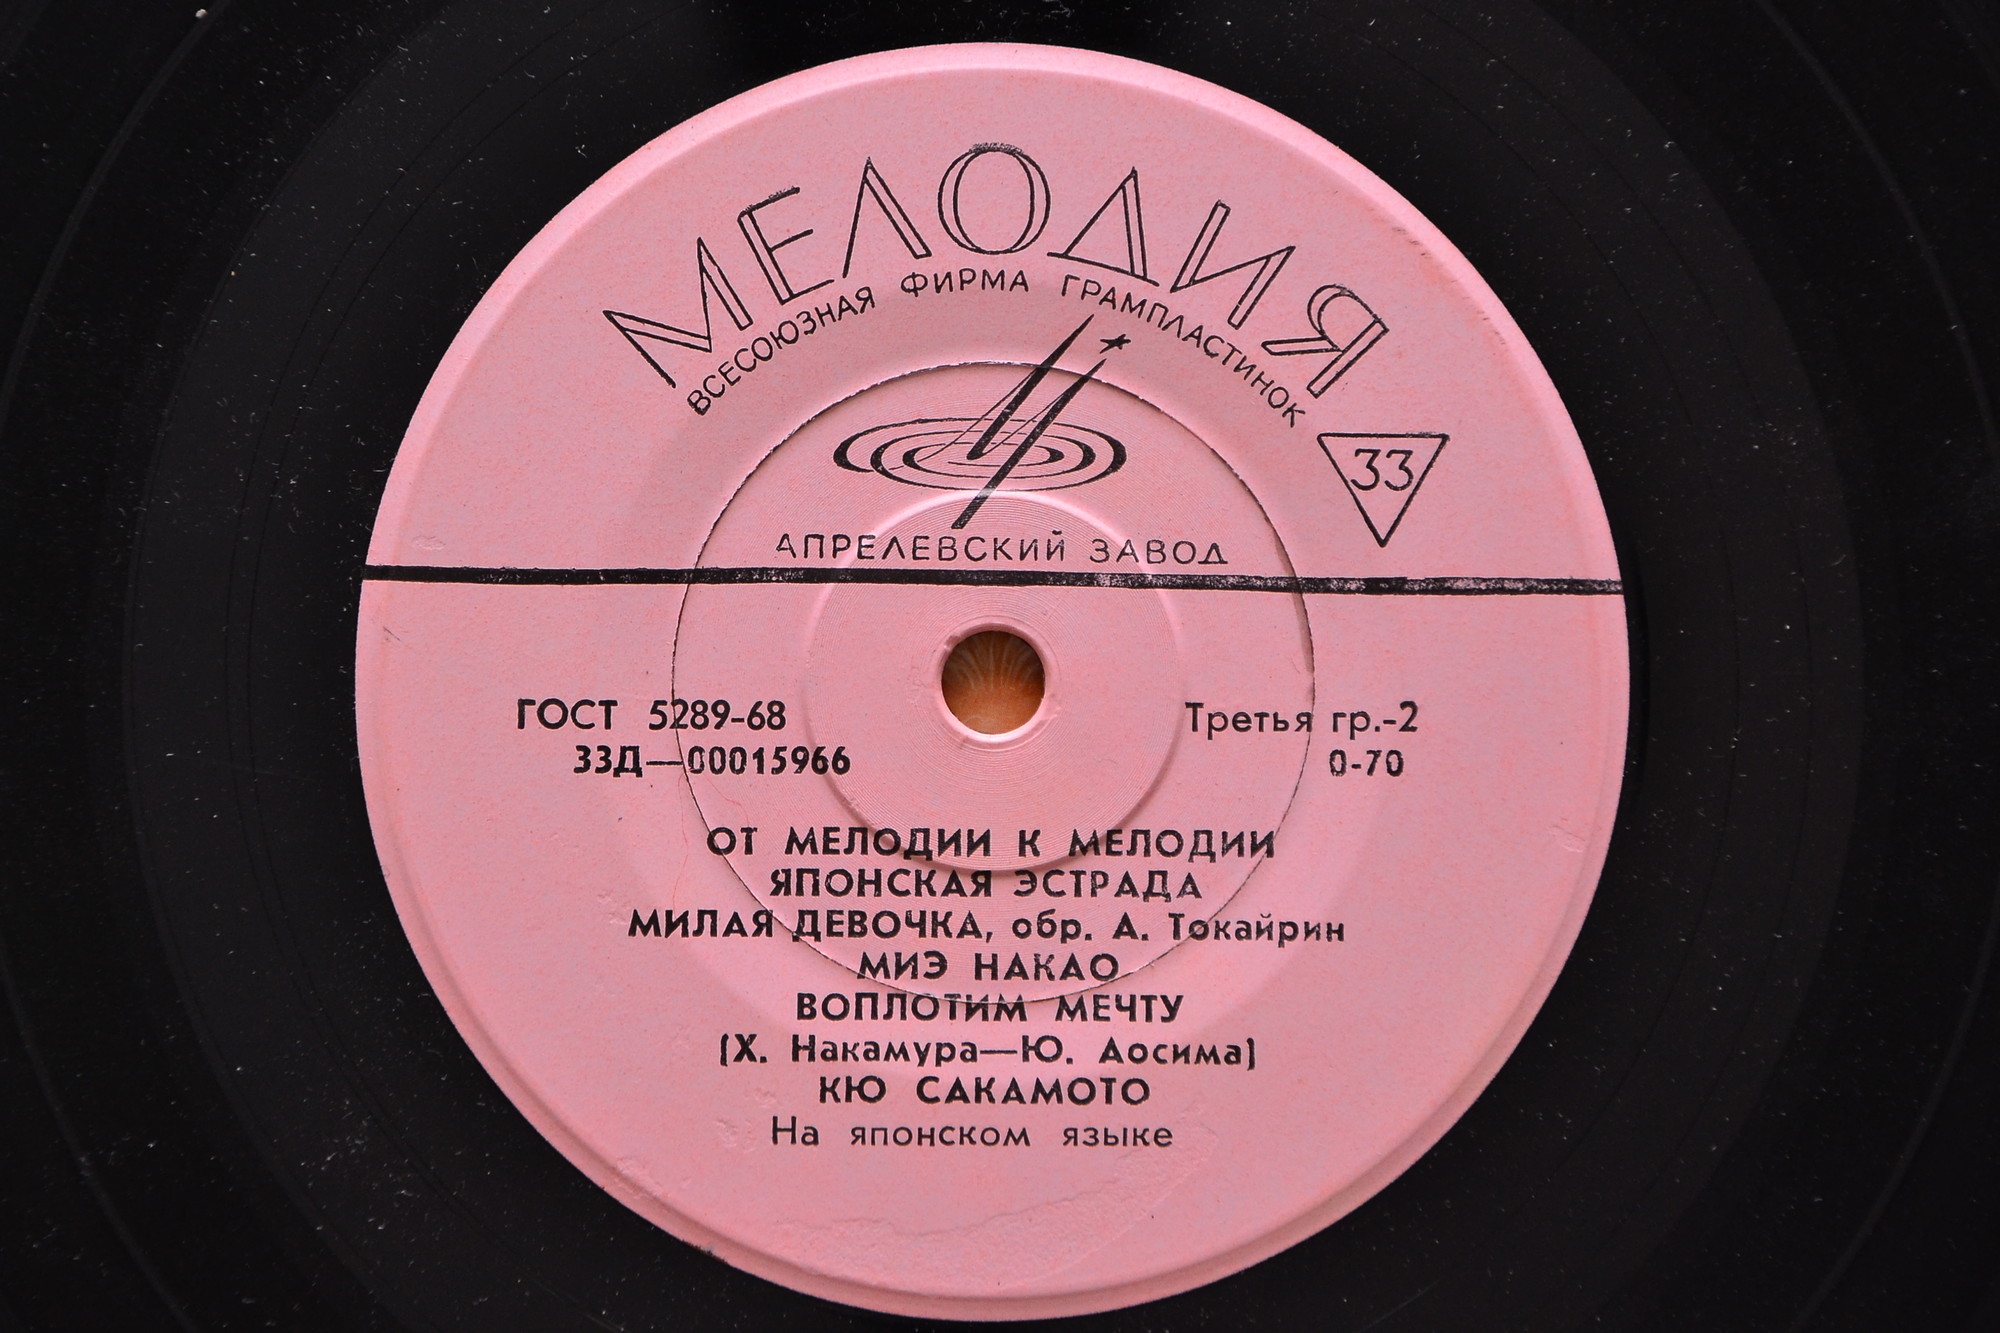 МЕЛОДИЯ
ВСЕСОЮЗНАЯ ФИРМА ГРАМПЛАСТИНОК
33
АПРЕЛЕВСКИЙ ЗАВОД
ГОСТ 5289-68 Третья гр.-2
33Д—00015966 0-70
ОТ МЕЛОДИИ К МЕЛОДИИ
ЯПОНСКАЯ ЭСТРАДА
МИЛАЯ ДЕВОЧКА, обр. А. Токайрин
МИЭ НАКАО
ВОПЛОТИМ МЕЧТУ
(Х. Накамура—Ю. Аосима)
КЮ САКАМОТО
На японском языке